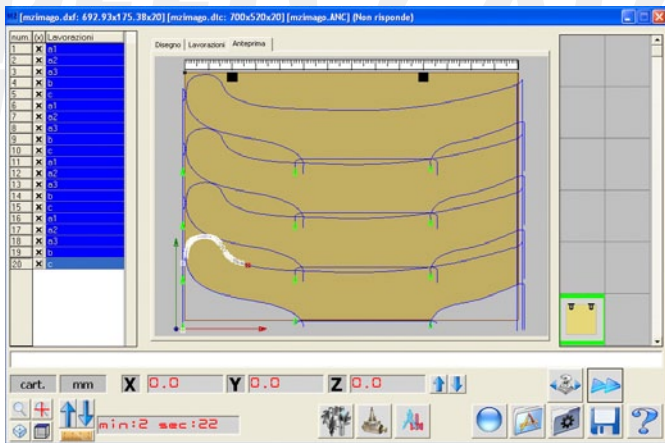 [mzimago.dxf: 692.93x175.38x20] [mzimago.dtc: 700x520x20] [mzimago.ANC] (Non risponde)
num. (x) Lavorazioni
Disegno Lavorazioni Anteprima
1 X a1
2 X a2
3 X a3
4 X b
5 X c
6 X a1
7 X a2
8 X a3
9 X b
10 X c
11 X a1
12 X a2
13 X a3
14 X b
15 X c
16 X a1
17 X a2
18 X a3
19 X b
20 X c
cart. mm X 0.0 Y 0.0 Z 0.0
min:2 sec:22